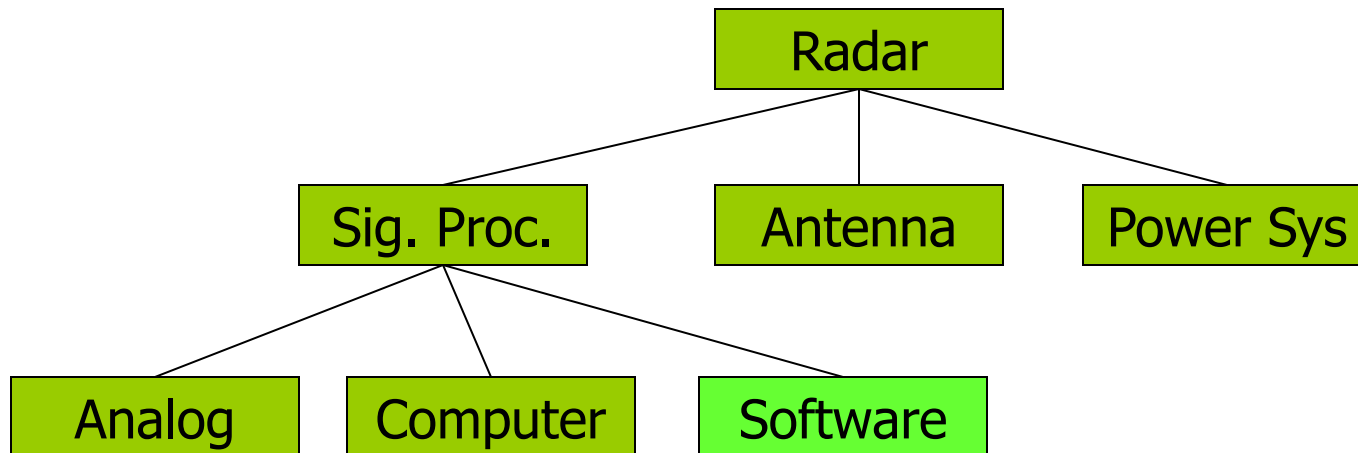 Radar
Sig. Proc.
Antenna
Power Sys
Analog
Computer
Software